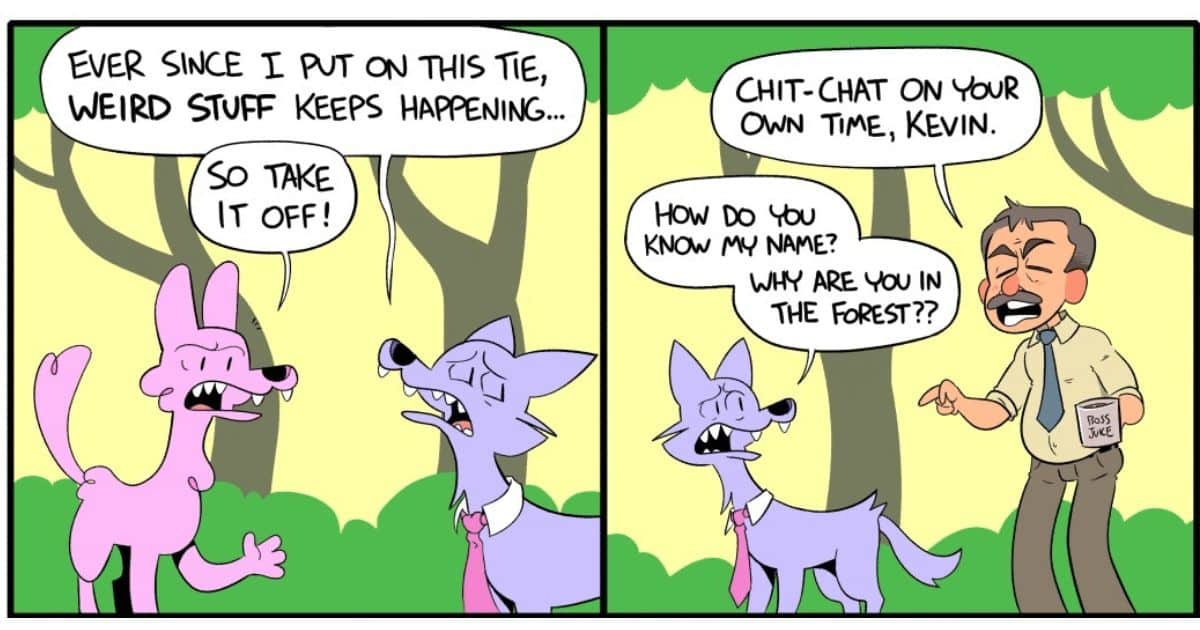 EVER SINCE I PUT ON THIS TIE,
WEIRD STUFF KEEPS HAPPENING...
SO TAKE
IT OFF!
CHIT-CHAT ON YOUR
OWN TIME, KEVIN.
HOW DO YOU
KNOW MY NAME?
WHY ARE YOU IN
THE FOREST??
BOSS
JUKE